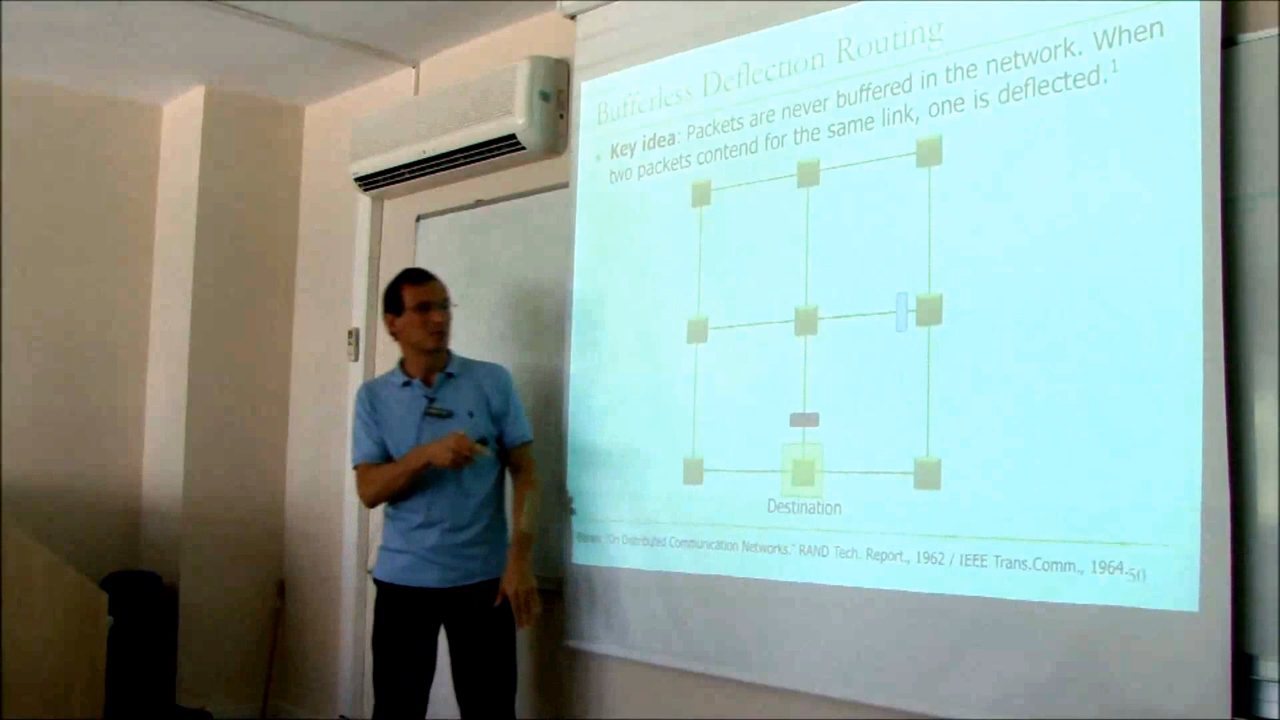 Bufferless Deflection Routing
Key idea: Packets are never buffered in the network. When
two packets contend for the same link, one is deflected.1
Destination
"On Distributed Communication Networks." RAND Tech. Report., 1962 / IEEE Trans.Comm., 1964.
50